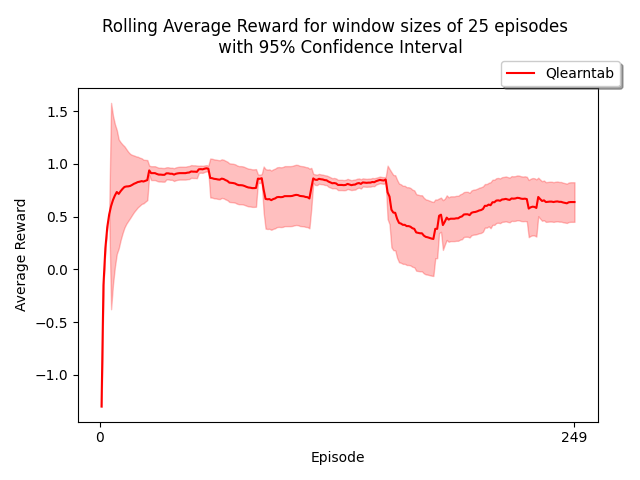 Rolling Average Reward for window sizes of 25 episodes
with 95% Confidence Interval
Qlearntab
1.5
1.0
0.5
0.0
−0.5
−1.0
Average Reward
0
249
Episode